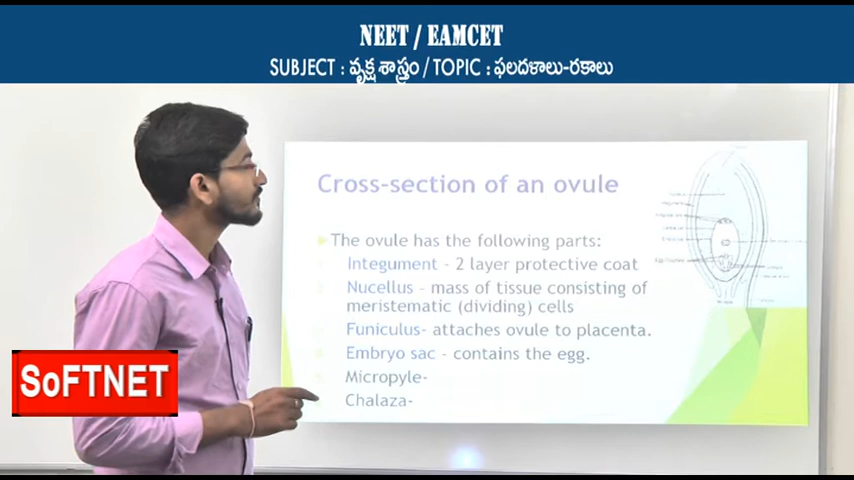 NEET / EAMCET
SUBJECT : వృక్ష శాస్త్రం / TOPIC : ఫలదళాలు-రకాలు
Cross-section of an ovule
The ovule has the following parts:
Integument - 2 layer protective coat
Nucellus - mass of tissue consisting of
meristematic (dividing) cells
Funiculus- attaches ovule to placenta.
Embryo sac - contains the egg.
Micropyle-
Chalaza-
SoFTNET